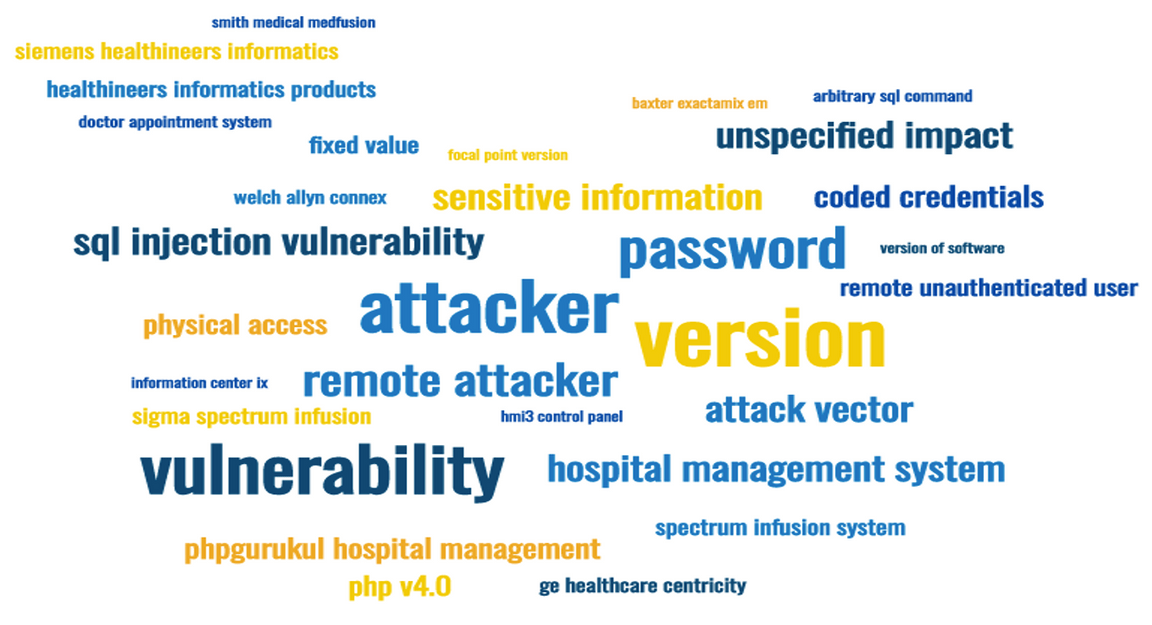 smith medical medfusion
siemens healthineers informatics
healthineers informatics products
baxter exactamix em
arbitrary sql command
doctor appointment system
unspecified impact
fixed value
focal point version
welch allyn connex
sensitive information
coded credentials
sql injection vulnerability
password
version of software
remote unauthenticated user
attacker
physical access
version
information center ix
remote attacker
sigma spectrum infusion
hmi3 control panel
attack vector
vulnerability
hospital management system
spectrum infusion system
phpgurukul hospital management
php v4.0
ge healthcare centricity